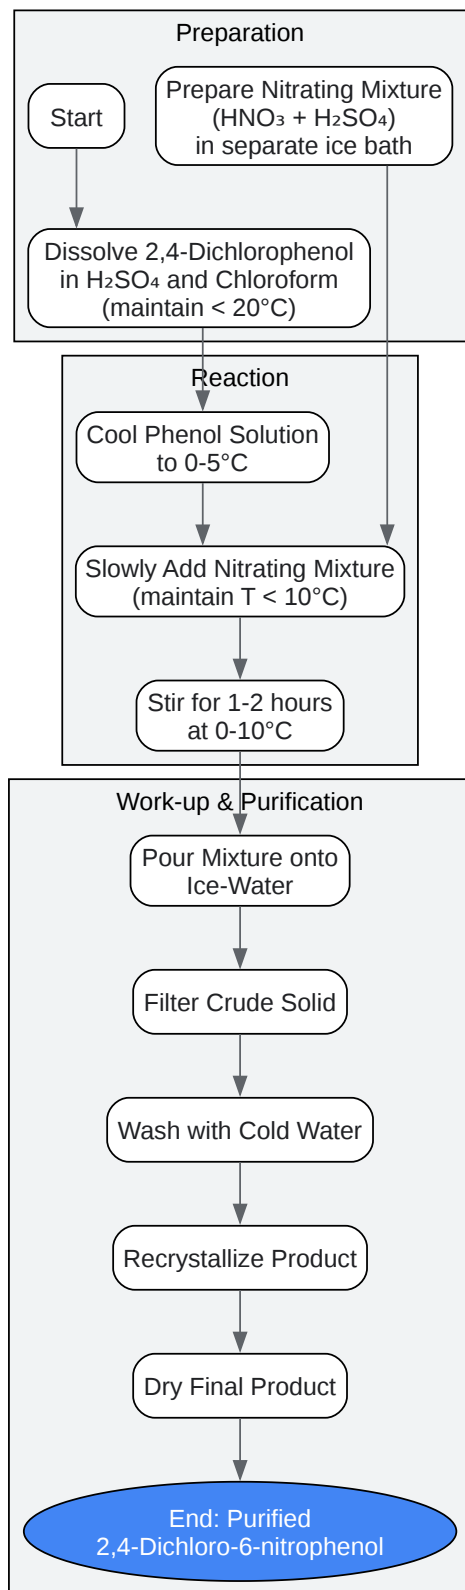 Preparation
Start
Prepare Nitrating Mixture
(HNO₃ + H₂SO₄)
in separate ice bath
Dissolve 2,4-Dichlorophenol
in H₂SO₄ and Chloroform
(maintain < 20°C)
Reaction
Cool Phenol Solution
to 0-5°C
Slowly Add Nitrating Mixture
(maintain T < 10°C)
Stir for 1-2 hours
at 0-10°C
Work-up & Purification
Pour Mixture onto
Ice-Water
Filter Crude Solid
Wash with Cold Water
Recrystallize Product
Dry Final Product
End: Purified
2,4-Dichloro-6-nitrophenol